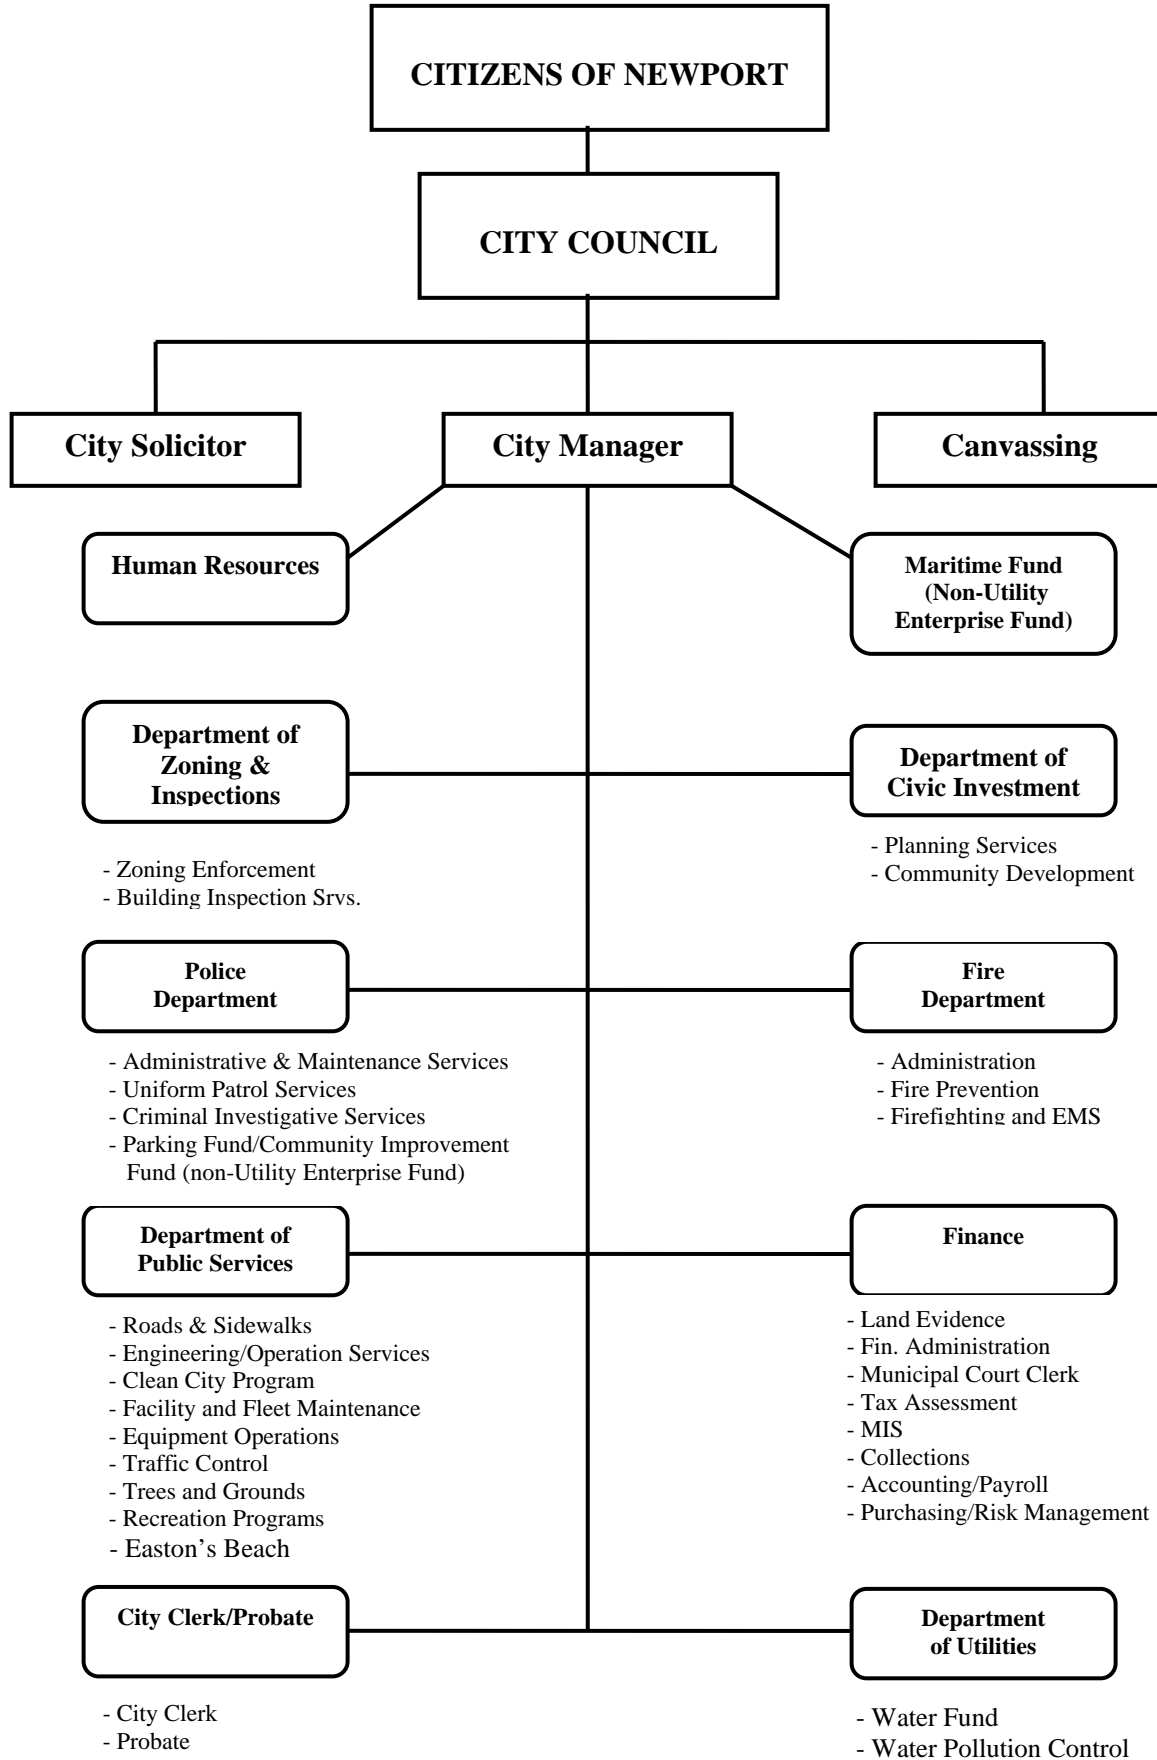 CITIZENS OF NEWPORT
CITY COUNCIL
City Solicitor
City Manager
Canvassing
Human Resources
Maritime Fund
(Non-Utility
Enterprise Fund)
Department of
Zoning &
Inspections
Department of
Civic Investment
- Zoning Enforcement
- Building Inspection Srvs.
- Planning Services
- Community Development
Police
Department
Fire
Department
- Administrative & Maintenance Services
- Uniform Patrol Services
- Criminal Investigative Services
- Parking Fund/Community Improvement
Fund (non-Utility Enterprise Fund)
- Administration
- Fire Prevention
- Firefighting and EMS
Department of
Public Services
Finance
- Roads & Sidewalks
- Engineering/Operation Services
- Clean City Program
- Facility and Fleet Maintenance
- Equipment Operations
- Traffic Control
- Trees and Grounds
- Recreation Programs
- Easton’s Beach
- Land Evidence
- Fin. Administration
- Municipal Court Clerk
- Tax Assessment
- MIS
- Collections
- Accounting/Payroll
- Purchasing/Risk Management
City Clerk/Probate
Department
of Utilities
- City Clerk
- Probate
- Water Fund
- Water Pollution Control